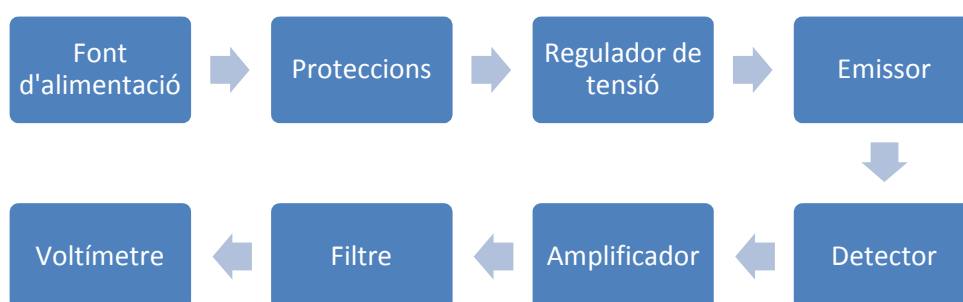 Font
d'alimentació
Proteccions
Regulador de
tensió
Emissor
Detector
Amplificador
Filtre
Voltímetre